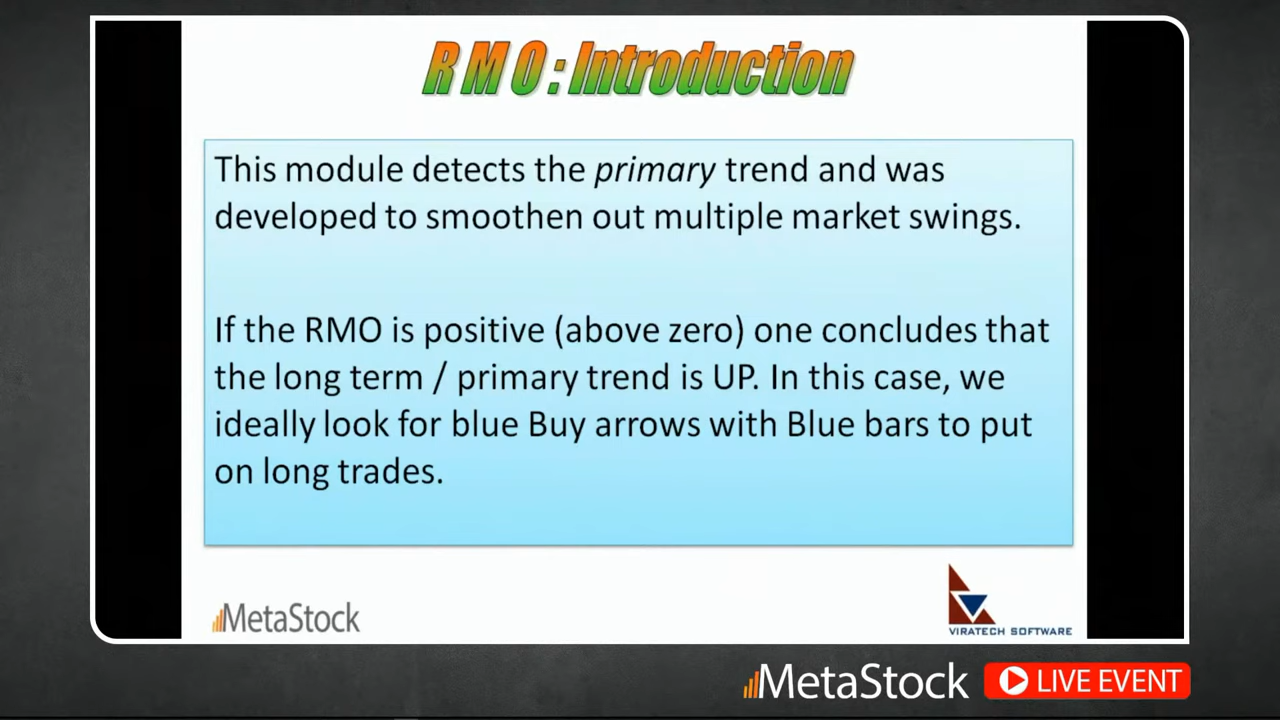 R M O : Introduction
This module detects the primary trend and was
developed to smoothen out multiple market swings.
If the RMO is positive (above zero) one concludes that
the long term / primary trend is UP. In this case, we
ideally look for blue Buy arrows with Blue bars to put
on long trades.
MetaStock
VIRATECH SOFTWARE
MetaStock
LIVE EVENT